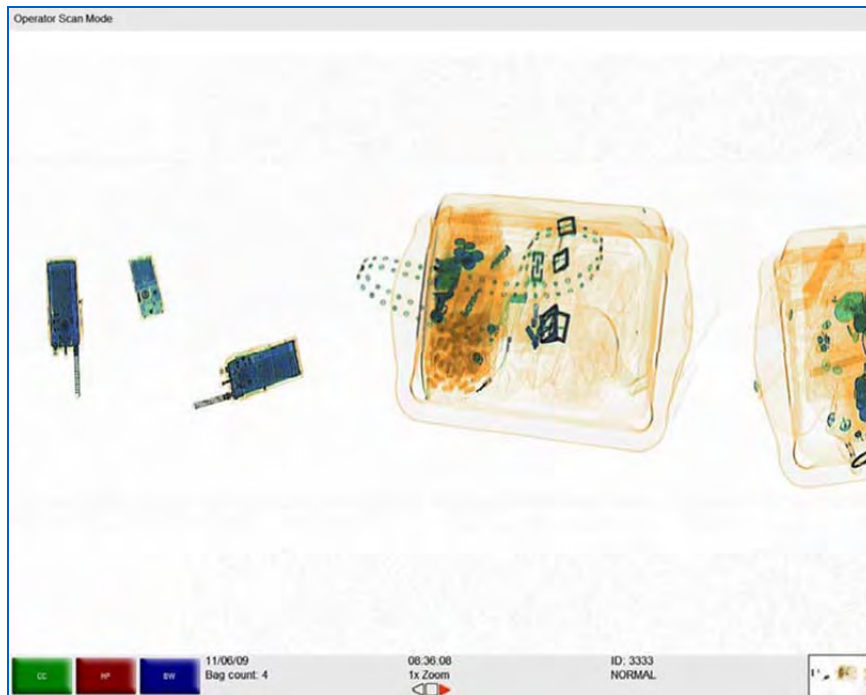 Operator Scan Mode
CC
HP
BW
11/06/09
Bag count: 4
08:36:08
1x Zoom
ID: 3333
NORMAL